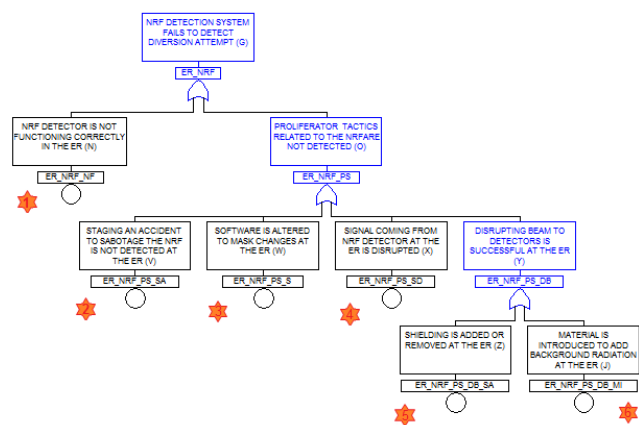 NRF DETECTION SYSTEM
FAILS TO DETECT
DIVERSION ATTEMPT (G)
ER_NRF
NRF DETECTOR IS NOT
FUNCTIONING CORRECTLY
IN THE ER (N)
ER_NRF_NF
1
PROLIFERATOR TACTICS
RELATED TO THE NRFARE
NOT DETECTED (O)
ER_NRF_PS
STAGING AN ACCIDENT
TO SABOTAGE THE NRF
IS NOT DETECTED AT
THE ER (V)
ER_NRF_PS_SA
2
SOFTWARE IS ALTERED
TO MASK CHANGES AT
THE ER (W)
ER_NRF_PS_S
3
SIGNAL COMING FROM
NRF DETECTOR AT THE
ER IS DISRUPTED (X)
ER_NRF_PS_SD
4
DISRUPTING BEAM TO
DETECTORS IS
SUCCESSFUL AT THE ER
(Y)
ER_NRF_PS_DB
SHIELDING IS ADDED OR
REMOVED AT THE ER (Z)
ER_NRF_PS_DB_SA
5
MATERIAL IS
INTRODUCED TO ADD
BACKGROUND RADIATION
AT THE ER (J)
ER_NRF_PS_DB_MI
6